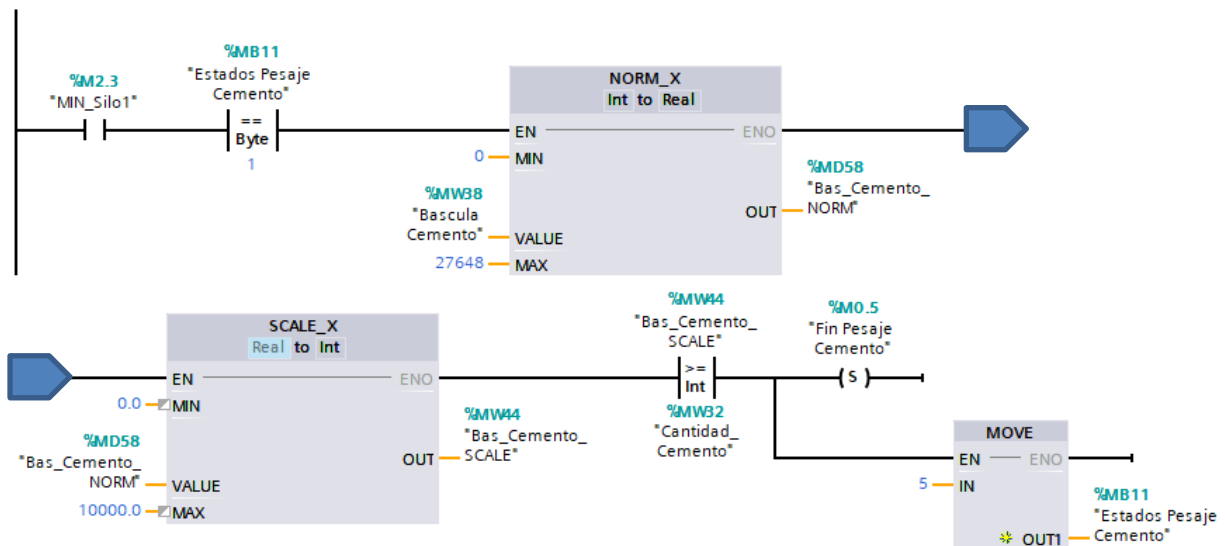 %M2.3
"MIN_Silo1"
%MB11
"Estados Pesaje
Cemento"
==
Byte
1
NORM_X
Int to Real
EN
ENO
0
MIN
%MW38
"Bascula
Cemento"
VALUE
27648
MAX
OUT
%MD58
"Bas_Cemento_
NORM"
SCALE_X
Real to Int
EN
ENO
0.0
MIN
%MD58
"Bas_Cemento_
NORM"
VALUE
10000.0
MAX
OUT
%MW44
"Bas_Cemento_
SCALE"
%MW44
"Bas_Cemento_
SCALE"
>=
Int
%MW32
"Cantidad_
Cemento"
%M0.5
"Fin Pesaje
Cemento"
S
MOVE
EN
ENO
5
IN
OUT1
%MB11
"Estados Pesaje
Cemento"